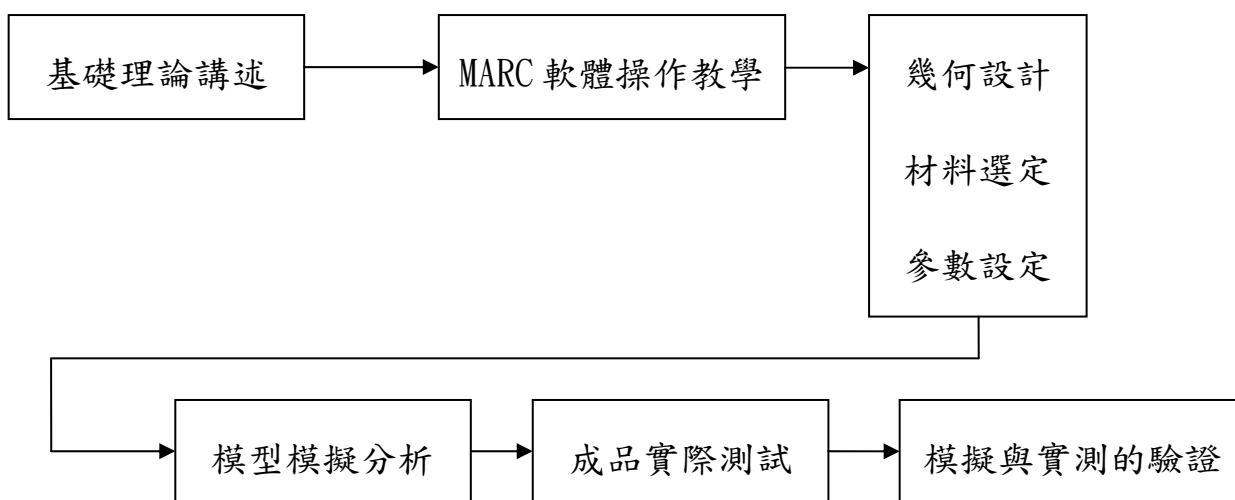 基礎理論講述
MARC 軟體操作教學
幾何設計
材料選定
參數設定
模型模擬分析
成品實際測試
模擬與實測的驗證